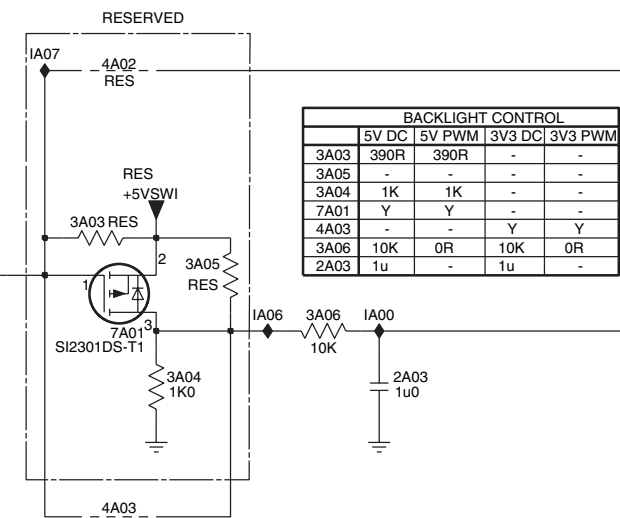 RESERVED
IA07
4A02
RES
BACKLIGHT CONTROL
5V DC 5V PWM 3V3 DC 3V3 PWM
3A03 390R 390R - -
3A05 - - - -
3A04 1K 1K - -
7A01 Y Y - -
4A03 - - Y Y
3A06 10K 0R 10K 0R
2A03 1u - 1u -
RES
+5VSWI
3A03 RES
2
3A05
RES
1
3
7A01
SI2301DS-T1
IA06
3A06
IA00
10K
3A04
1K0
2A03
1u0
4A03